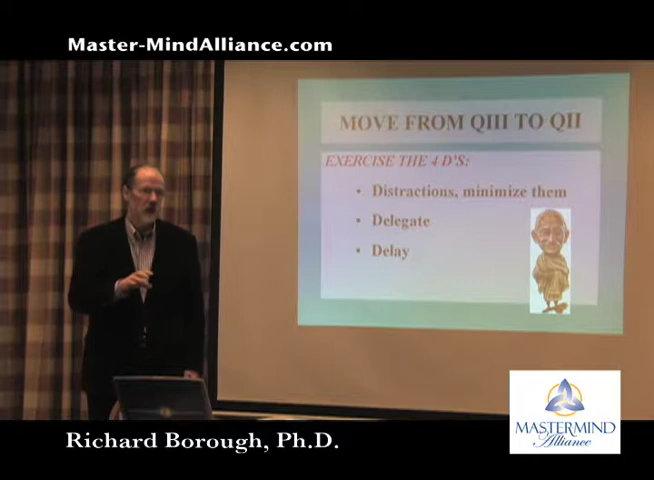 Master-MindAlliance.com
MOVE FROM QIII TO QII
EXERCISE THE 4 D'S:
• Distractions, minimize them
• Delegate
• Delay
Richard Borough, Ph.D.
MASTERMIND
Alliance